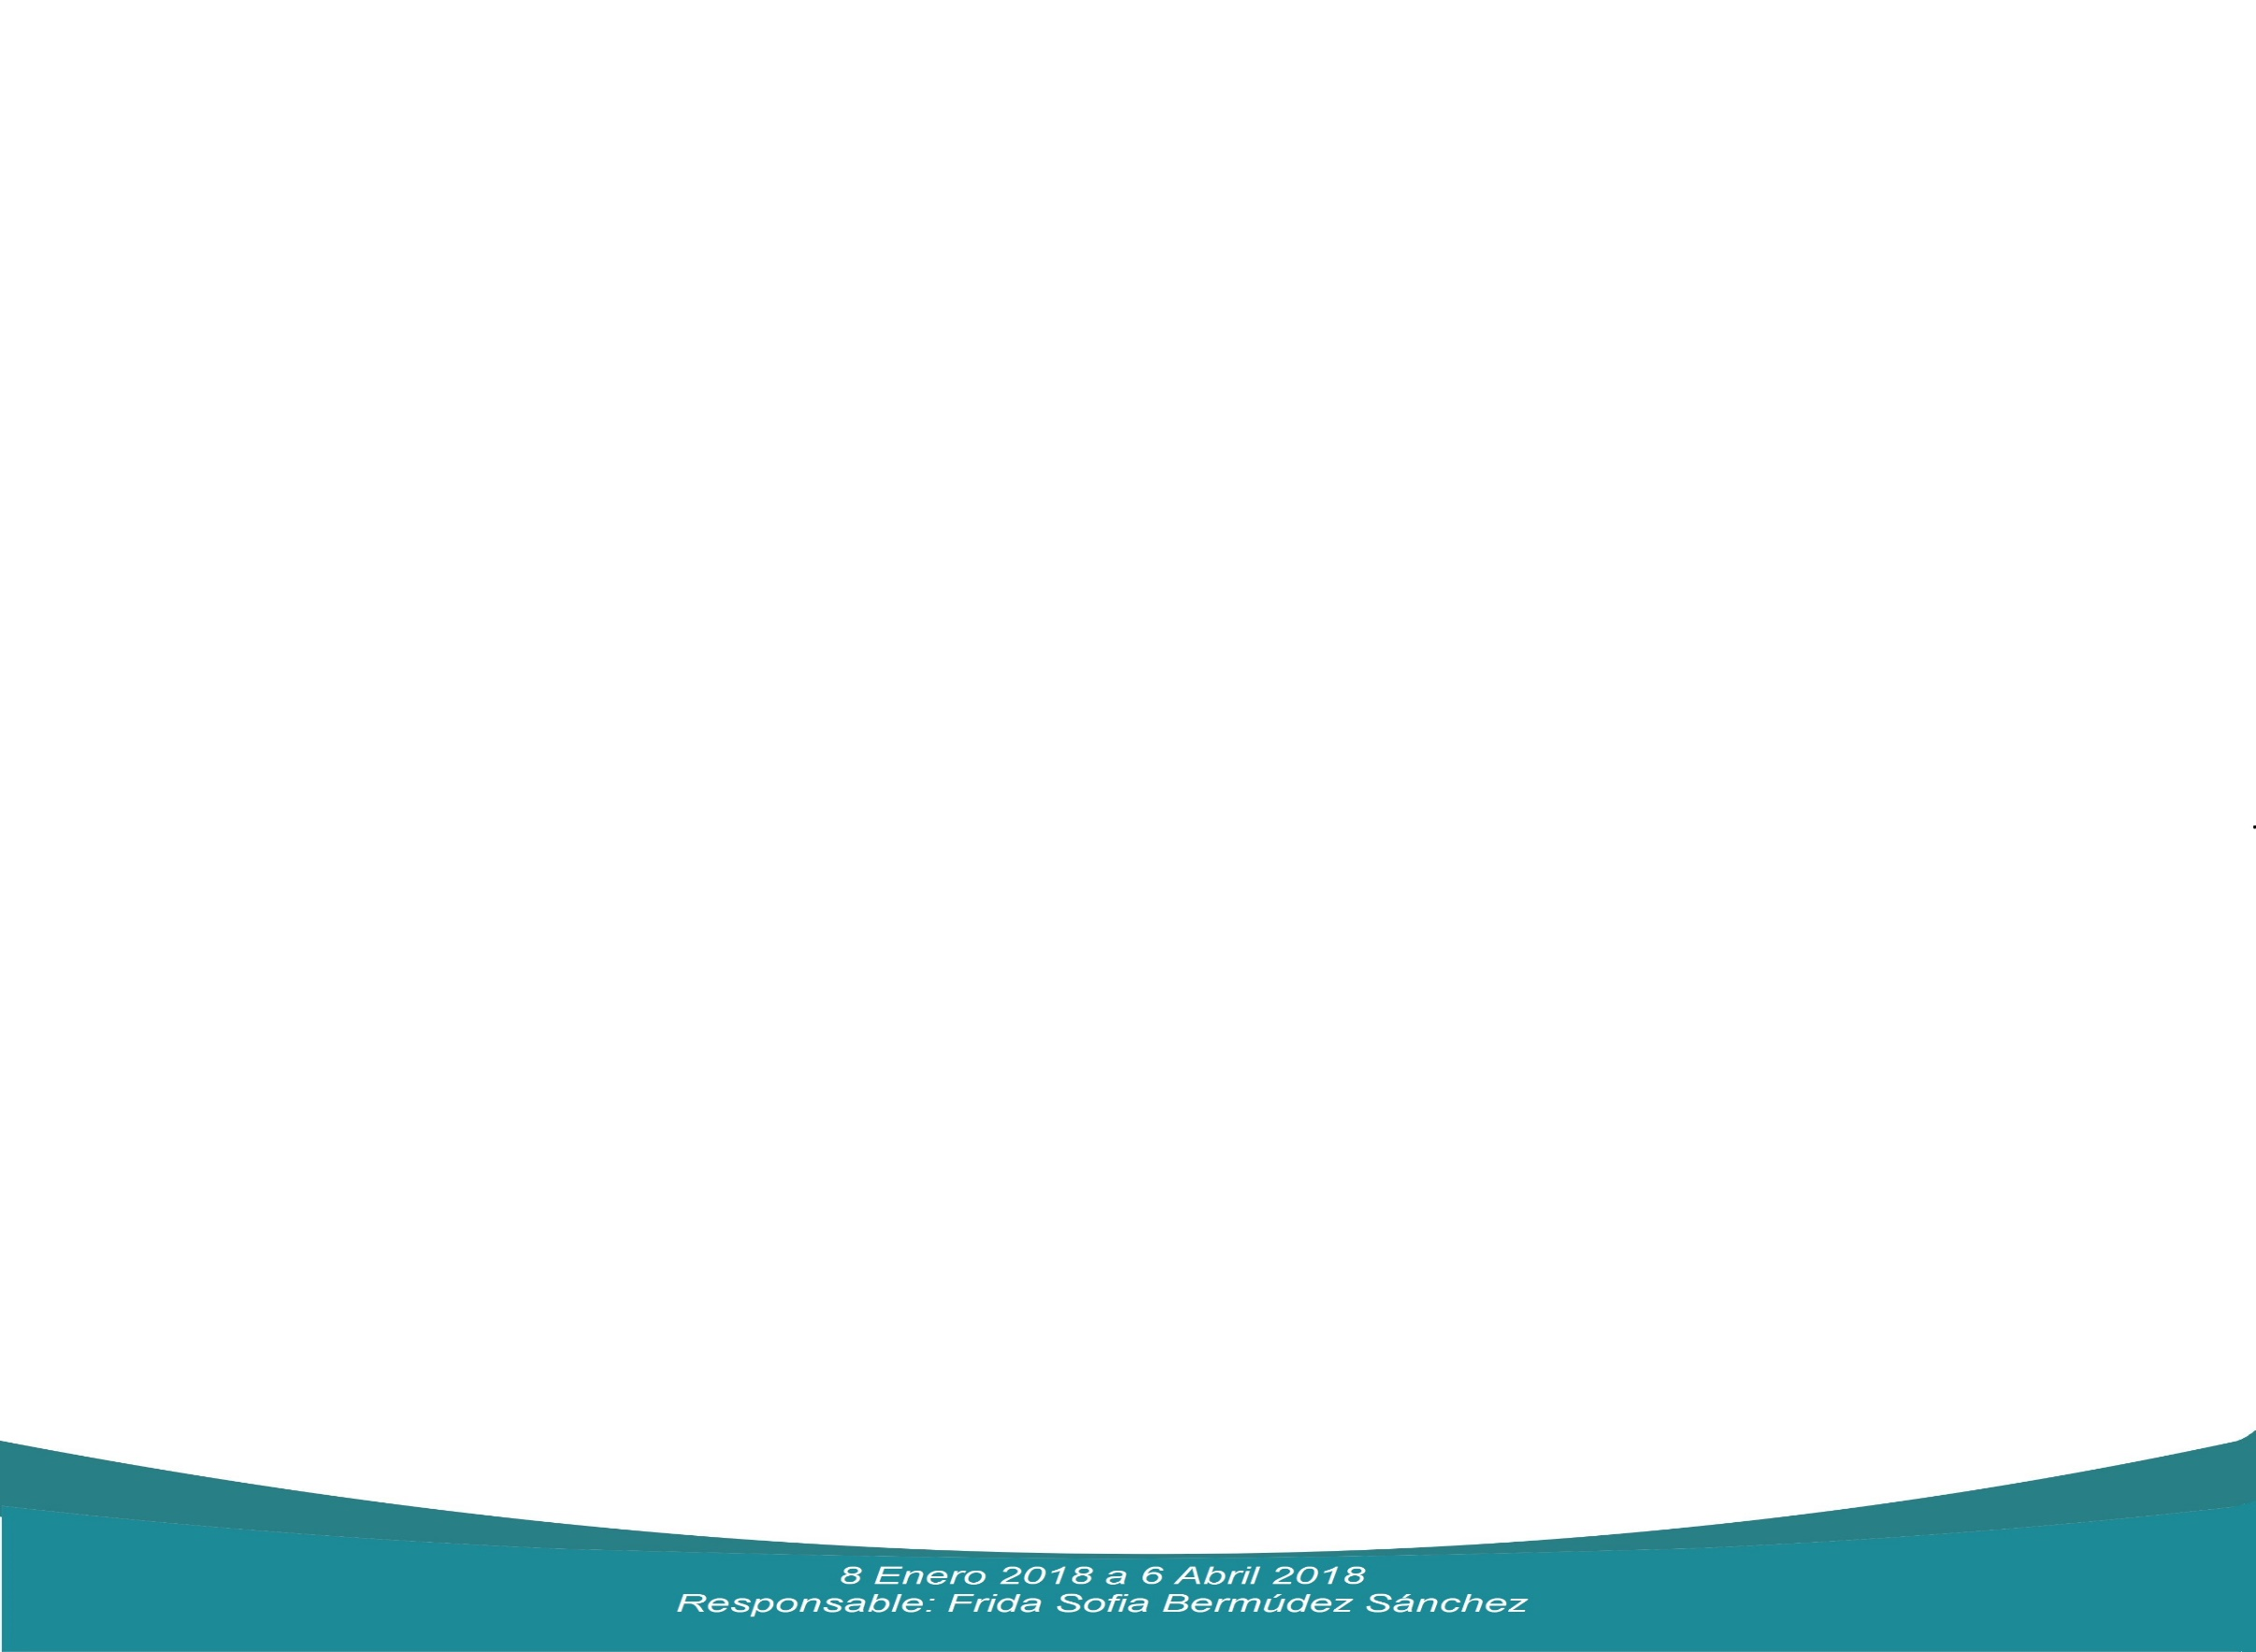 8 Enero 2018 a 6 Abril 2018
Responsable: Frida Sofia Bermúdez Sánchez